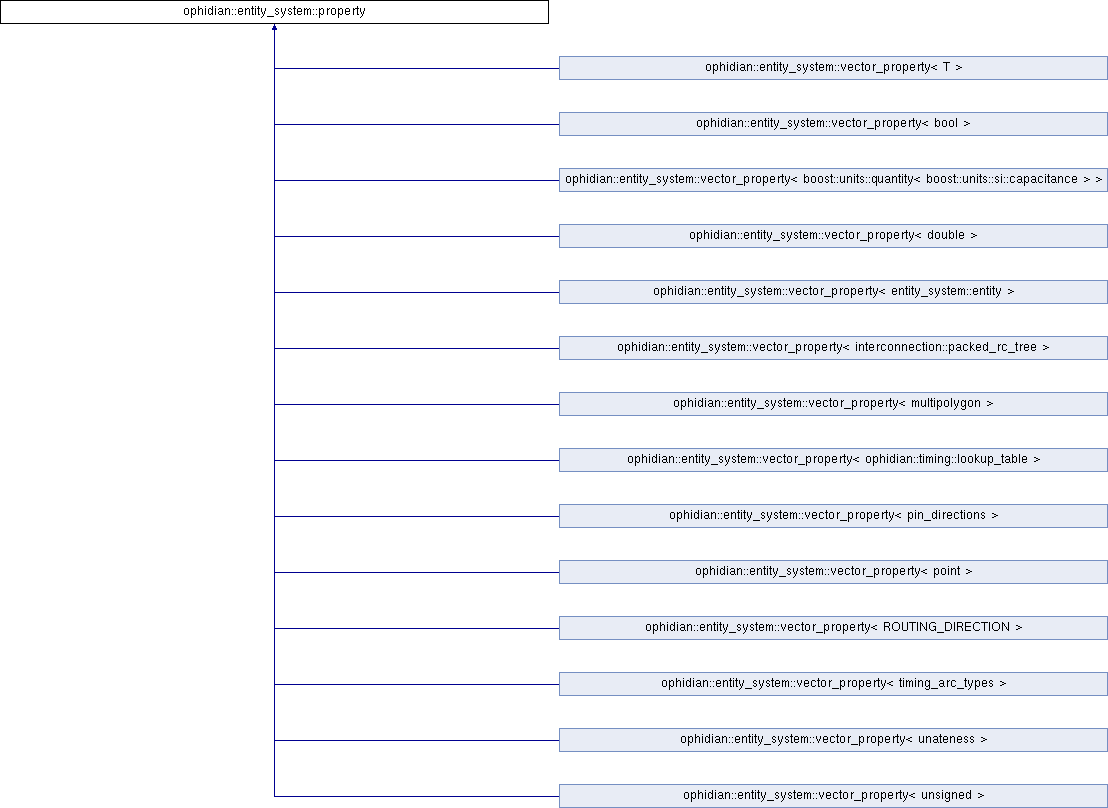 ophidian::entity_system::property
ophidian::entity_system::vector_property< T >
ophidian::entity_system::vector_property< bool >
ophidian::entity_system::vector_property< boost::units::quantity< boost::units::si::capacitance > >
ophidian::entity_system::vector_property< double >
ophidian::entity_system::vector_property< entity_system::entity >
ophidian::entity_system::vector_property< interconnection::packed_rc_tree >
ophidian::entity_system::vector_property< multipolygon >
ophidian::entity_system::vector_property< ophidian::timing::lookup_table >
ophidian::entity_system::vector_property< pin_directions >
ophidian::entity_system::vector_property< point >
ophidian::entity_system::vector_property< ROUTING_DIRECTION >
ophidian::entity_system::vector_property< timing_arc_types >
ophidian::entity_system::vector_property< unateness >
ophidian::entity_system::vector_property< unsigned >